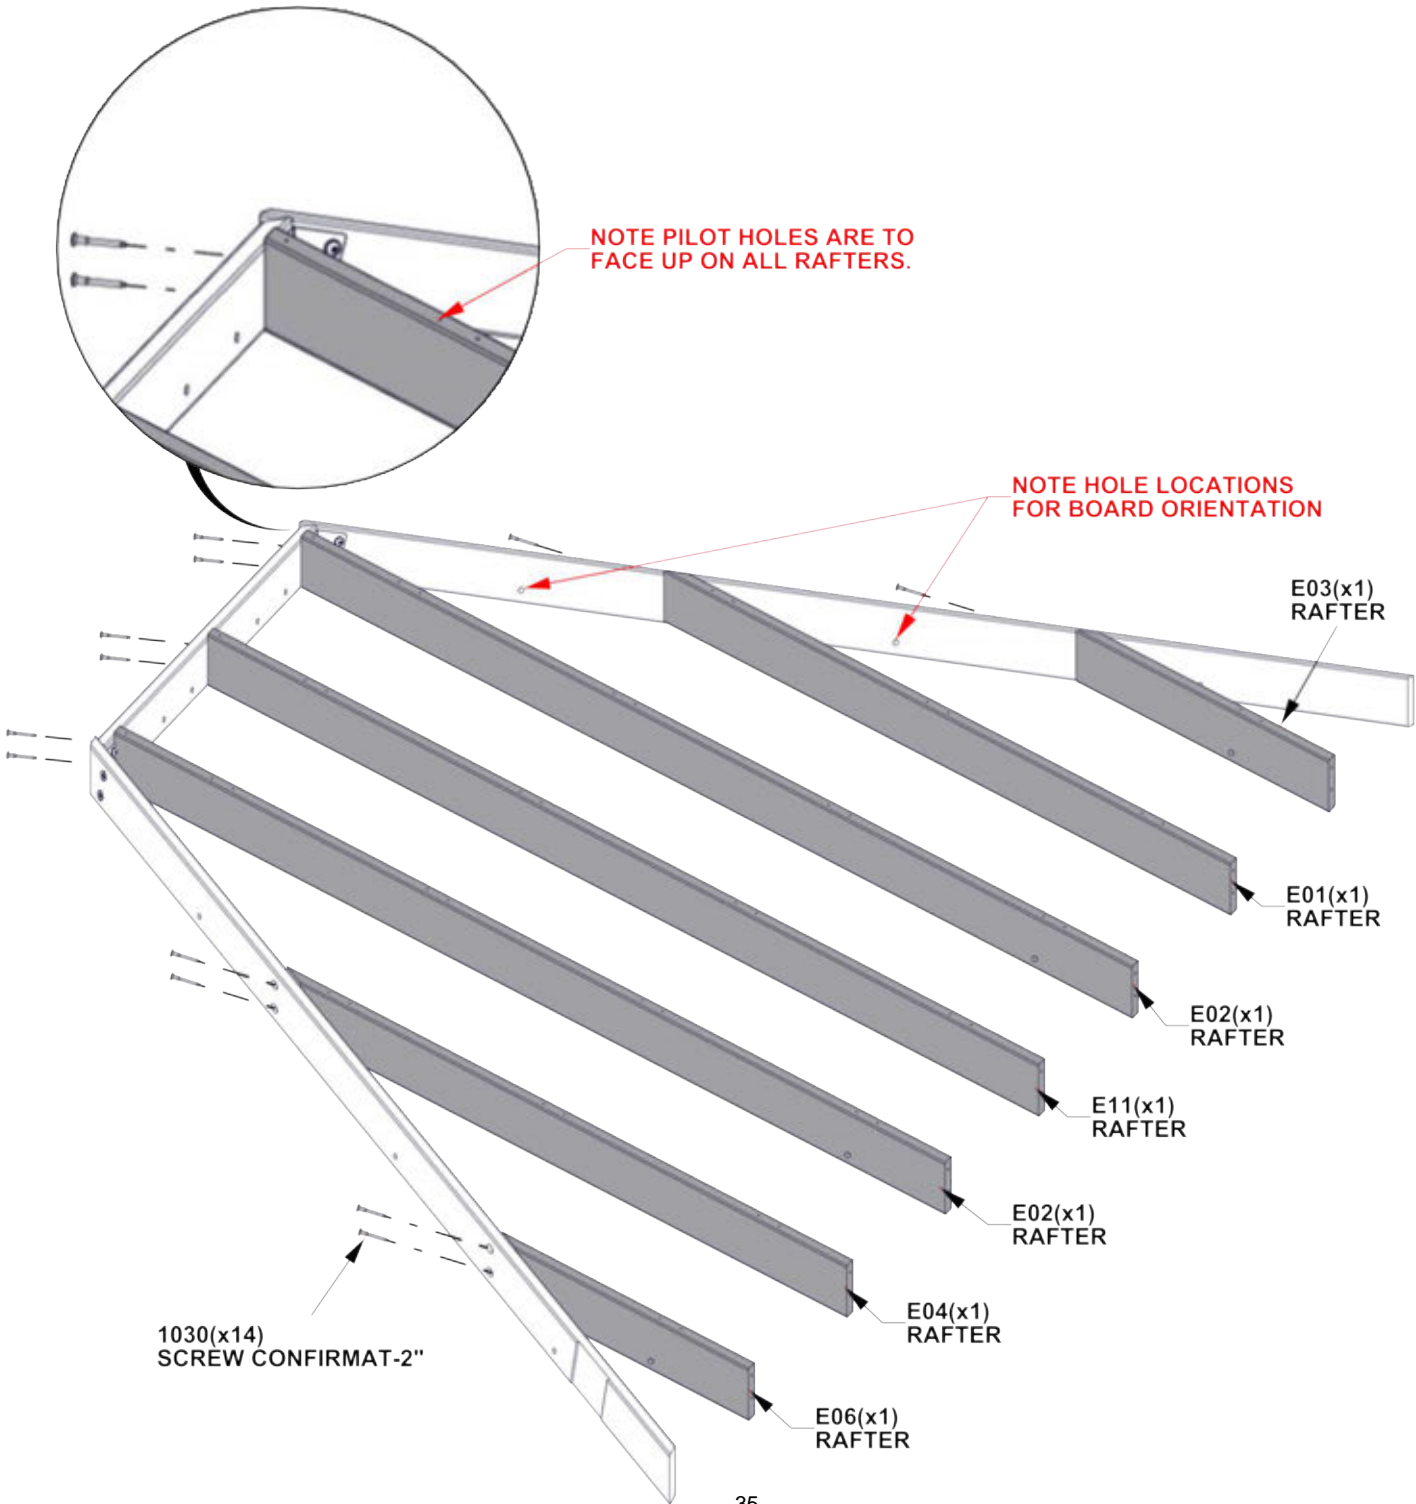 NOTE PILOT HOLES ARE TO
FACE UP ON ALL RAFTERS.
NOTE HOLE LOCATIONS
FOR BOARD ORIENTATION
E03(x1)
RAFTER
E01(x1)
RAFTER
E02(x1)
RAFTER
E11(x1)
RAFTER
E02(x1)
RAFTER
E04(x1)
RAFTER
1030(x14)
SCREW CONFIRMAT-2"
E06(x1)
RAFTER
35